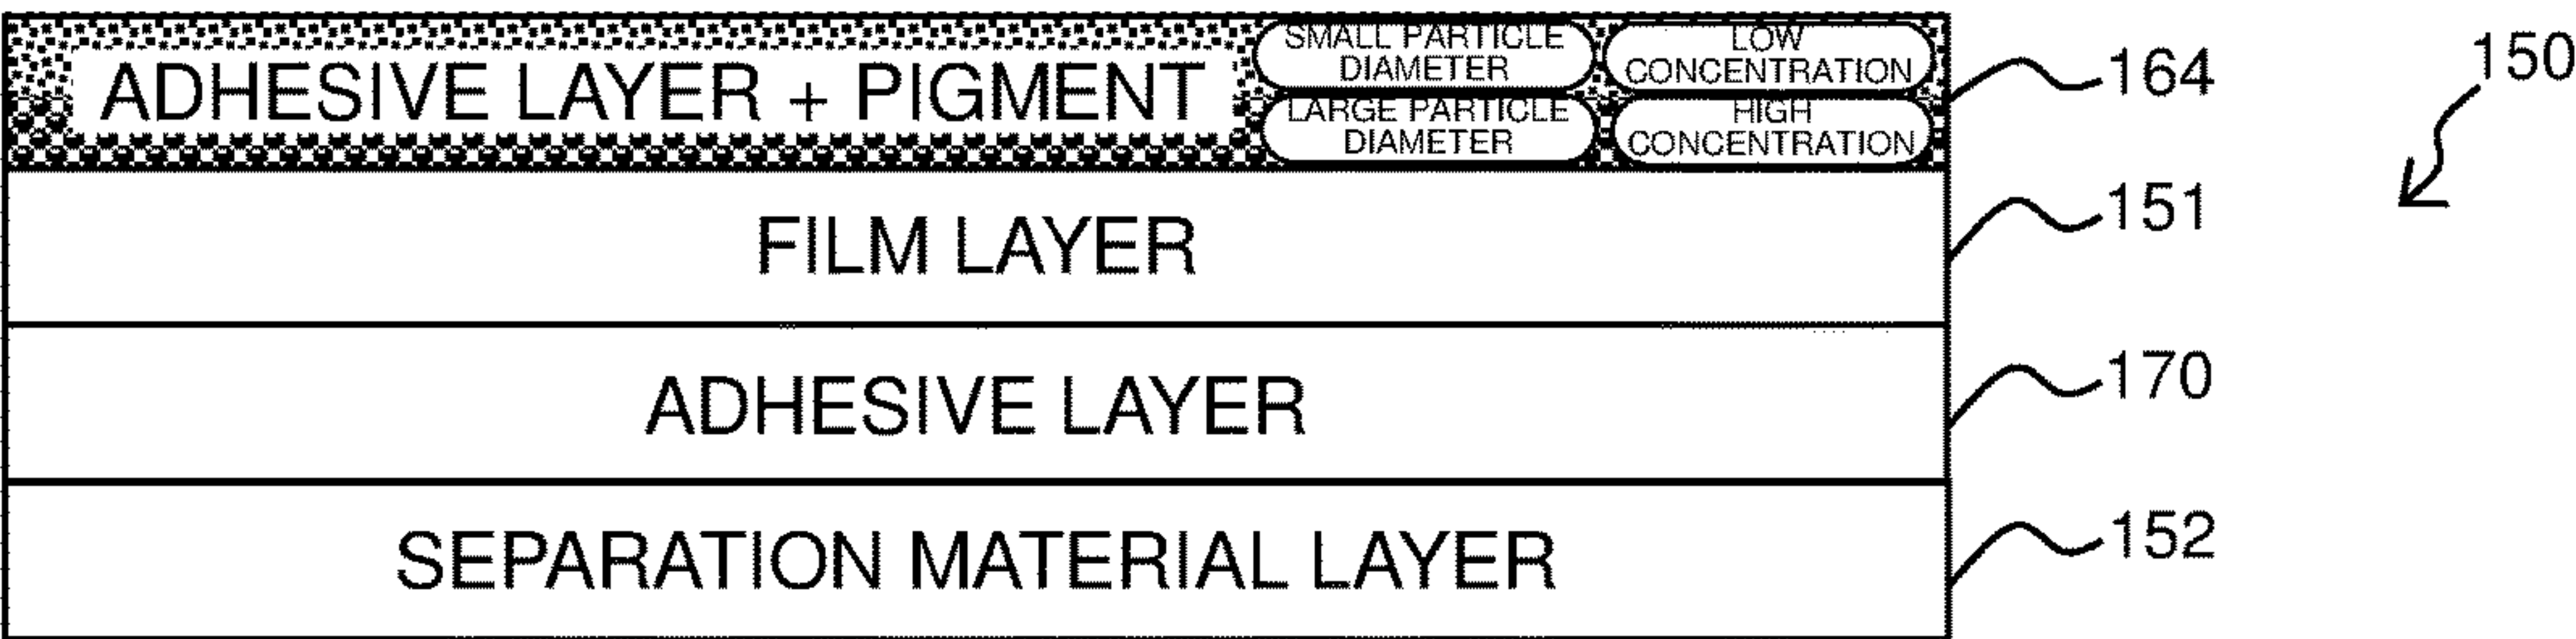 ADHESIVE LAYER + PIGMENT
SMALL PARTICLE
DIAMETER
LOW
CONCENTRATION
LARGE PARTICLE
DIAMETER
HIGH
CONCENTRATION
164
150
FILM LAYER
151
ADHESIVE LAYER
170
SEPARATION MATERIAL LAYER
152